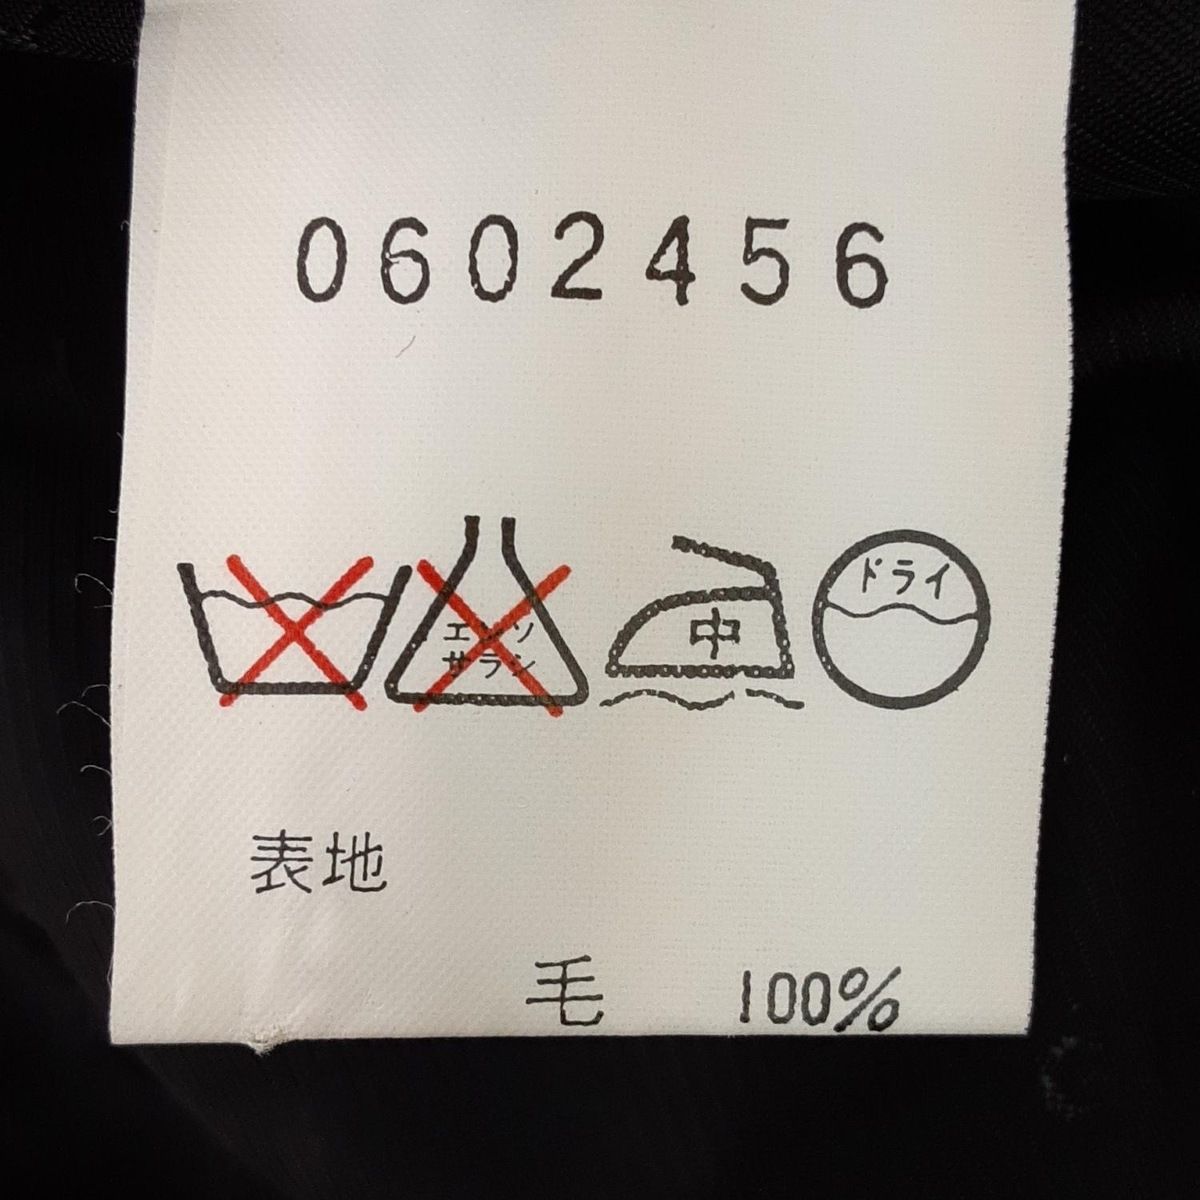 0602456
エンソ
サラシ
中
ドライ
表地
毛 100%